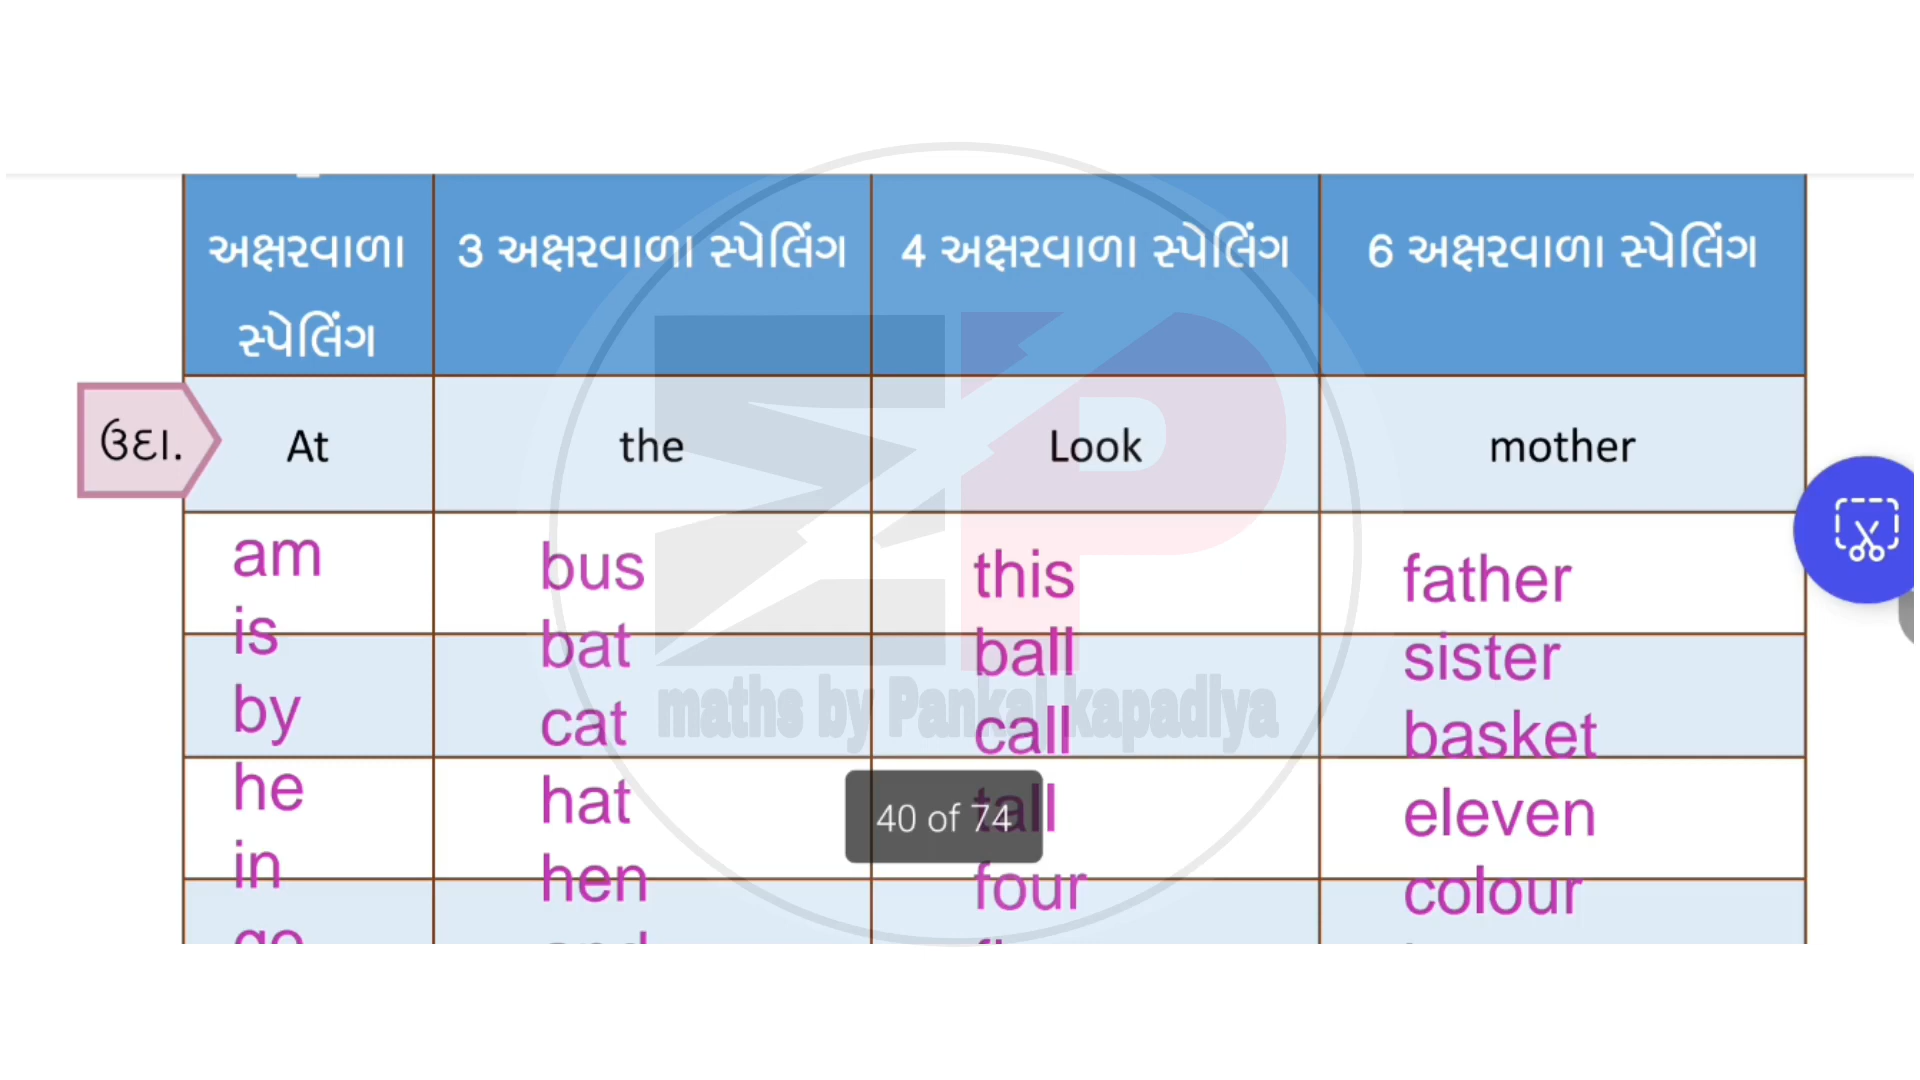 અક્ષરવાળા સ્પેલિંગ
3 અક્ષરવાળા સ્પેલિંગ
4 અક્ષરવાળા સ્પેલિંગ
6 અક્ષરવાળા સ્પેલિંગ
ઉદા. At the Look mother
am bus this father
is bat ball sister
by cat call basket
he hat tall eleven
in hen four colour
go and
40 of 74
maths by Pankaj kapadiya